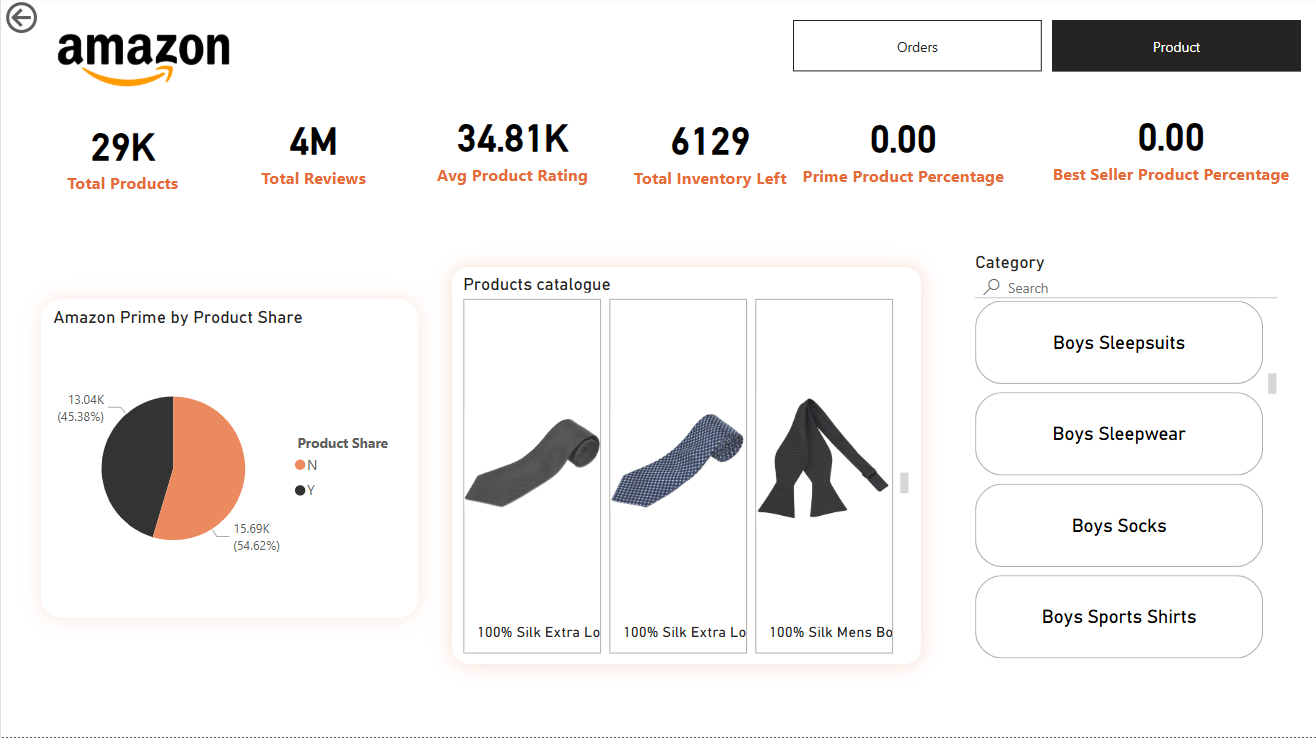 amazon
Orders
Product
29K
Total Products
4M
Total Reviews
34.81K
Avg Product Rating
6129
Total Inventory Left
0.00
Prime Product Percentage
0.00
Best Seller Product Percentage
Amazon Prime by Product Share
13.04K
(45.38%)
15.69K
(54.62%)
Product Share
N
Y
Products catalogue
100% Silk Extra Lo
100% Silk Extra Lo
100% Silk Mens Bo
Category
Search
Boys Sleepsuits
Boys Sleepwear
Boys Socks
Boys Sports Shirts